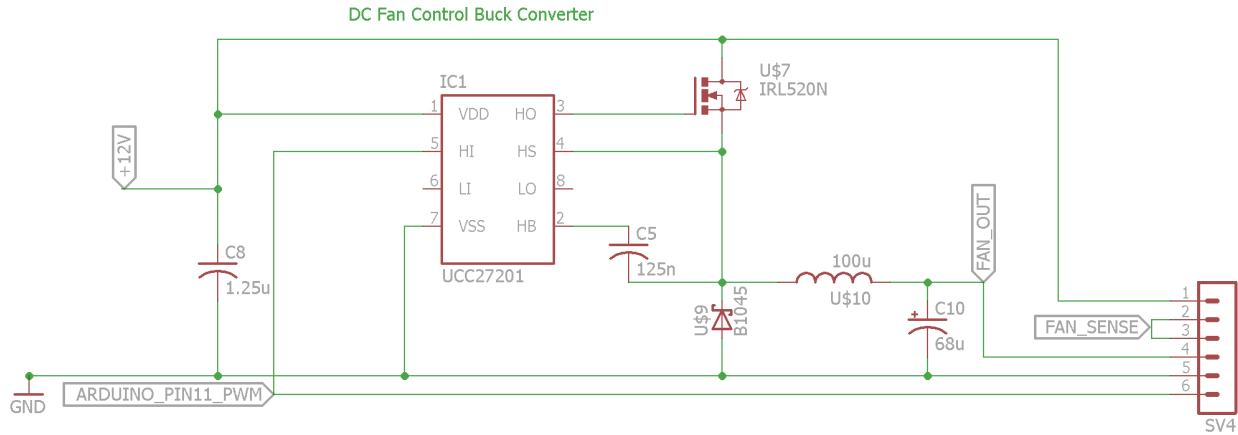 DC Fan Control Buck Converter
IC1
U$7
IRL520N
1 VDD HO 3
5 HI HS 4
6 LI LO 8
7 VSS HB 2
UCC27201
+12V
C8
1.25u
C5
125n
100u
U$10
FAN_OUT
U$9
B1045
C10
68u
FAN_SENSE
1
2
3
4
5
6
SV4
GND
ARDUINO_PIN11_PWM